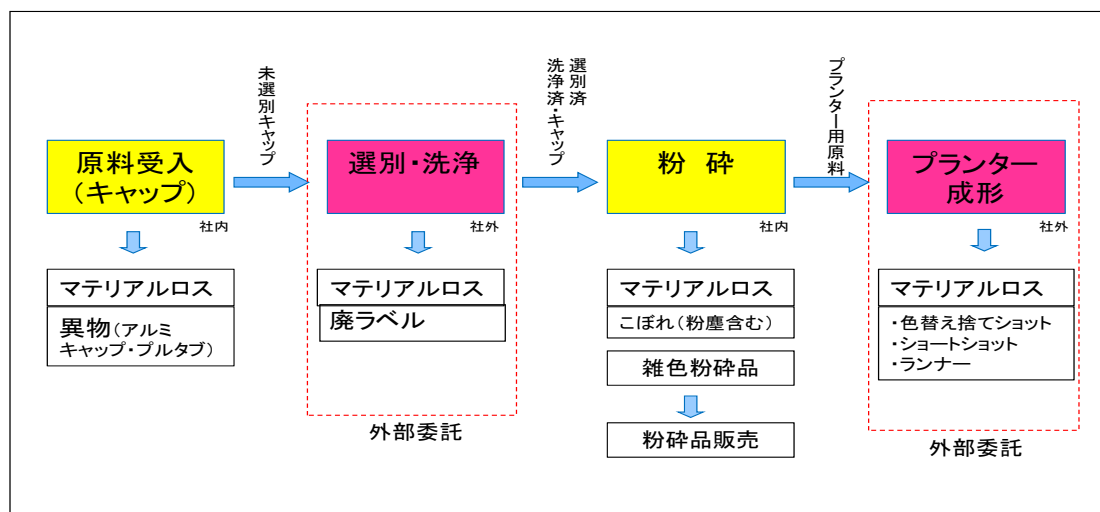 未選別キャップ
選別済
洗浄済・キャップ
プランター用原料
原料受入
(キャップ)
社内
選別・洗浄
社外
粉 砕
社内
プランター
成形
社外
マテリアルロス
異物(アルミ
キャップ・プルタブ)
マテリアルロス
廃ラベル
マテリアルロス
こぼれ(粉塵含む)
雑色粉砕品
粉砕品販売
マテリアルロス
・色替え捨てショット
・ショートショット
・ランナー
外部委託
外部委託